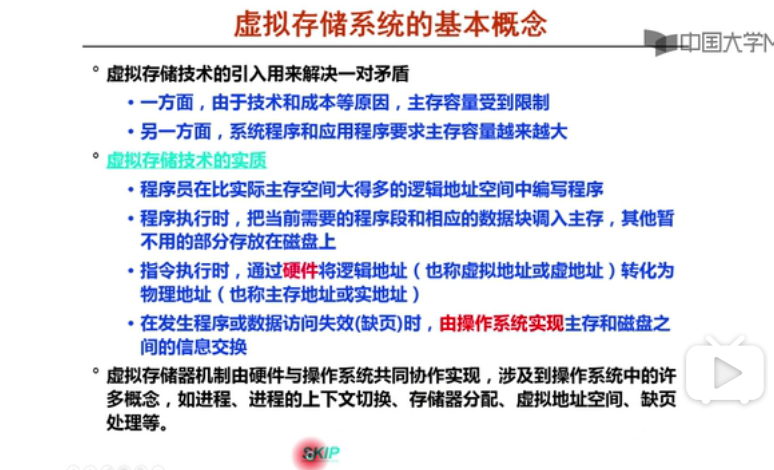 虚拟存储系统的基本概念
中国大学M
° 虚拟存储技术的引入用来解决一对矛盾
• 一方面，由于技术和成本等原因，主存容量受到限制
• 另一方面，系统程序和应用程序要求主存容量越来越大
° 虚拟存储技术的实质
• 程序员在比实际主存空间大得多的逻辑地址空间中编写程序
• 程序执行时，把当前需要的程序段和相应的数据块调入主存，其他暂
不用的部分存放在磁盘上
• 指令执行时，通过硬件将逻辑地址（也称虚拟地址或虚地址）转化为
物理地址（也称主存地址或实地址）
• 在发生程序或数据访问失效(缺页)时，由操作系统实现主存和磁盘之
间的信息交换
° 虚拟存储器机制由硬件与操作系统共同协作实现，涉及到操作系统中的许
多概念，如进程、进程的上下文切换、存储器分配、虚拟地址空间、缺页
处理等。
SKIP